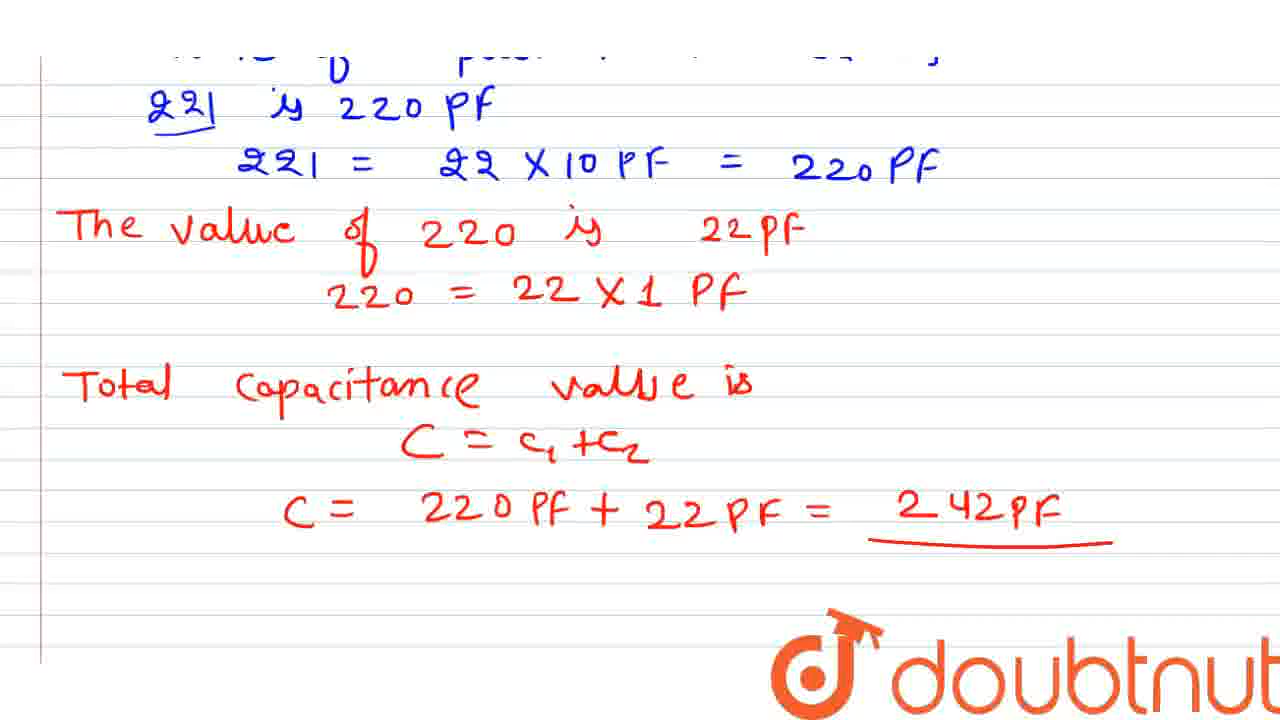 221 is 220 PF
221 = 22 X 10 PF = 220 PF
The value of 220 is 22 PF
220 = 22 X 1 PF
Total capacitance value is
C = C1 + C2
C = 220 PF + 22 PF = 242 PF
doubtnut